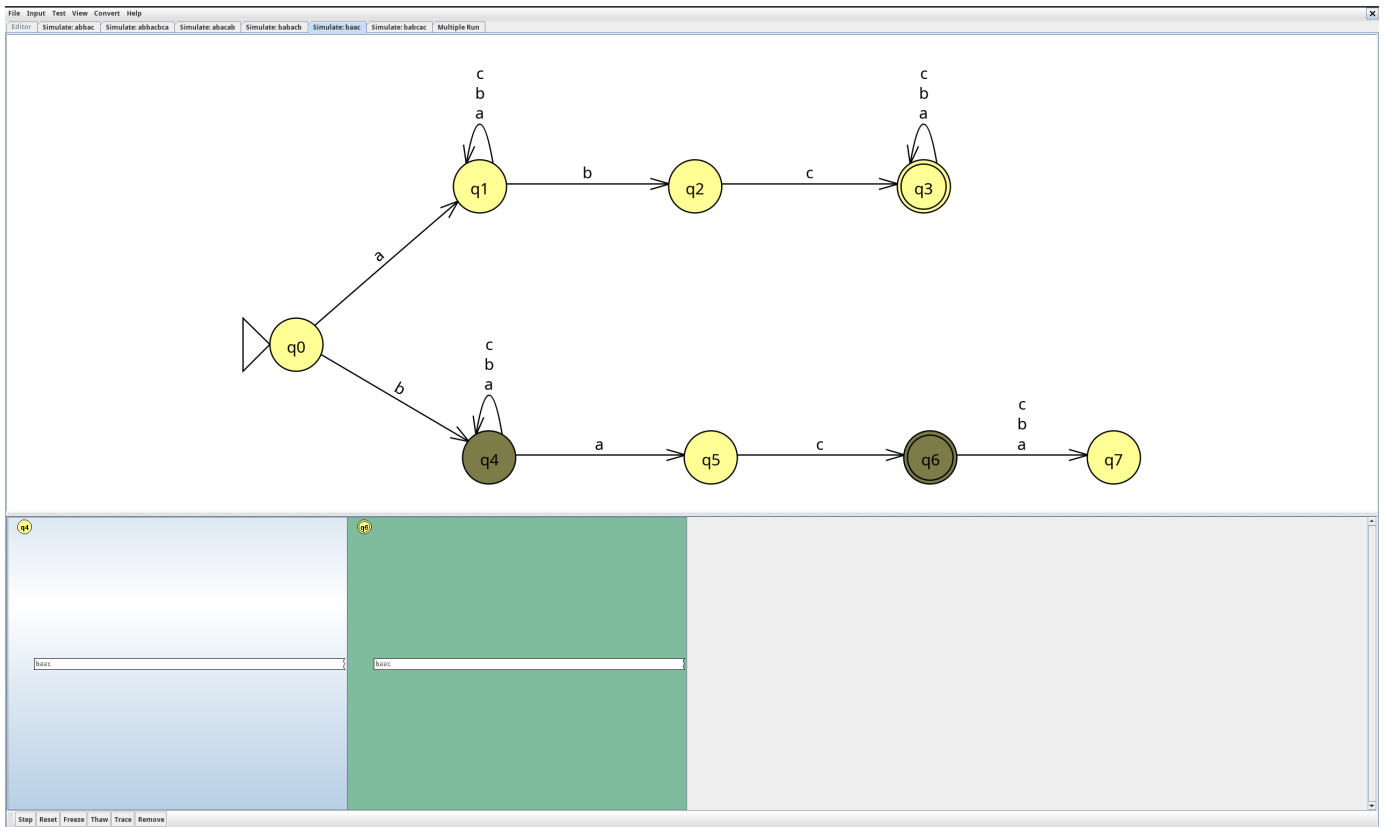 File Input Test View Convert Help
Editor Simulate: abbac Simulate: abbacbca Simulate: abacab Simulate: babacb Simulate: baac Simulate: babcac Multiple Run
c
b
a
c
b
a
q1
b
q2
c
q3
a
q0
b
c
b
a
c
b
a
q4
a
q5
c
q6
q7
q4
q6
baac
baac
Step Reset Freeze Thaw Trace Remove